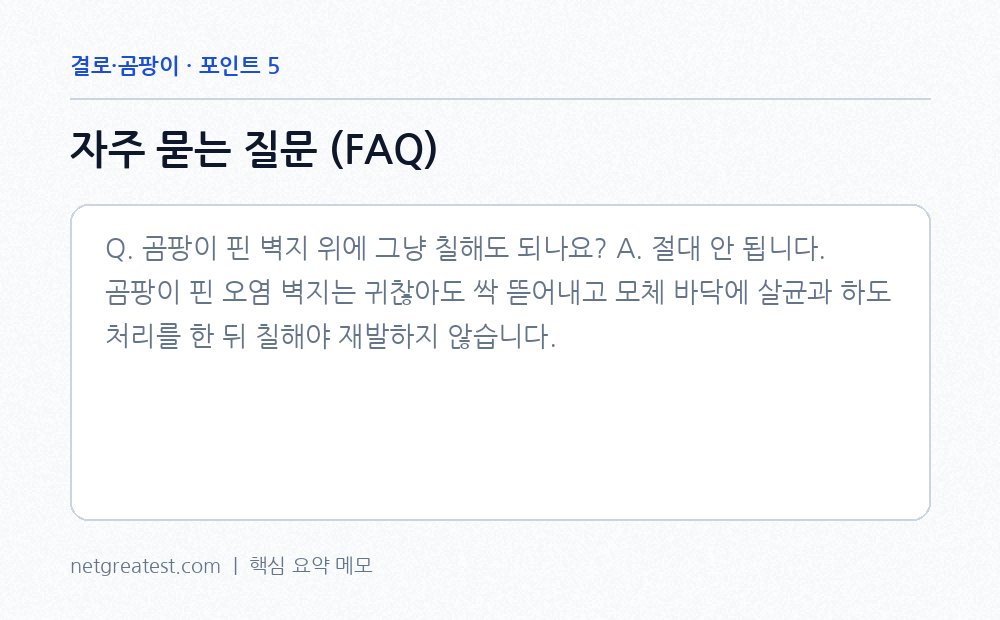 결로·곰팡이 · 포인트 5
자주 묻는 질문 (FAQ)
Q. 곰팡이 핀 벽지 위에 그냥 칠해도 되나요? A. 절대 안 됩니다.
곰팡이 핀 오염 벽지는 귀찮아도 싹 뜯어내고 모체 바닥에 살균과 하도
처리를 한 뒤 칠해야 재발하지 않습니다.
netgreatest.com | 핵심 요약 메모